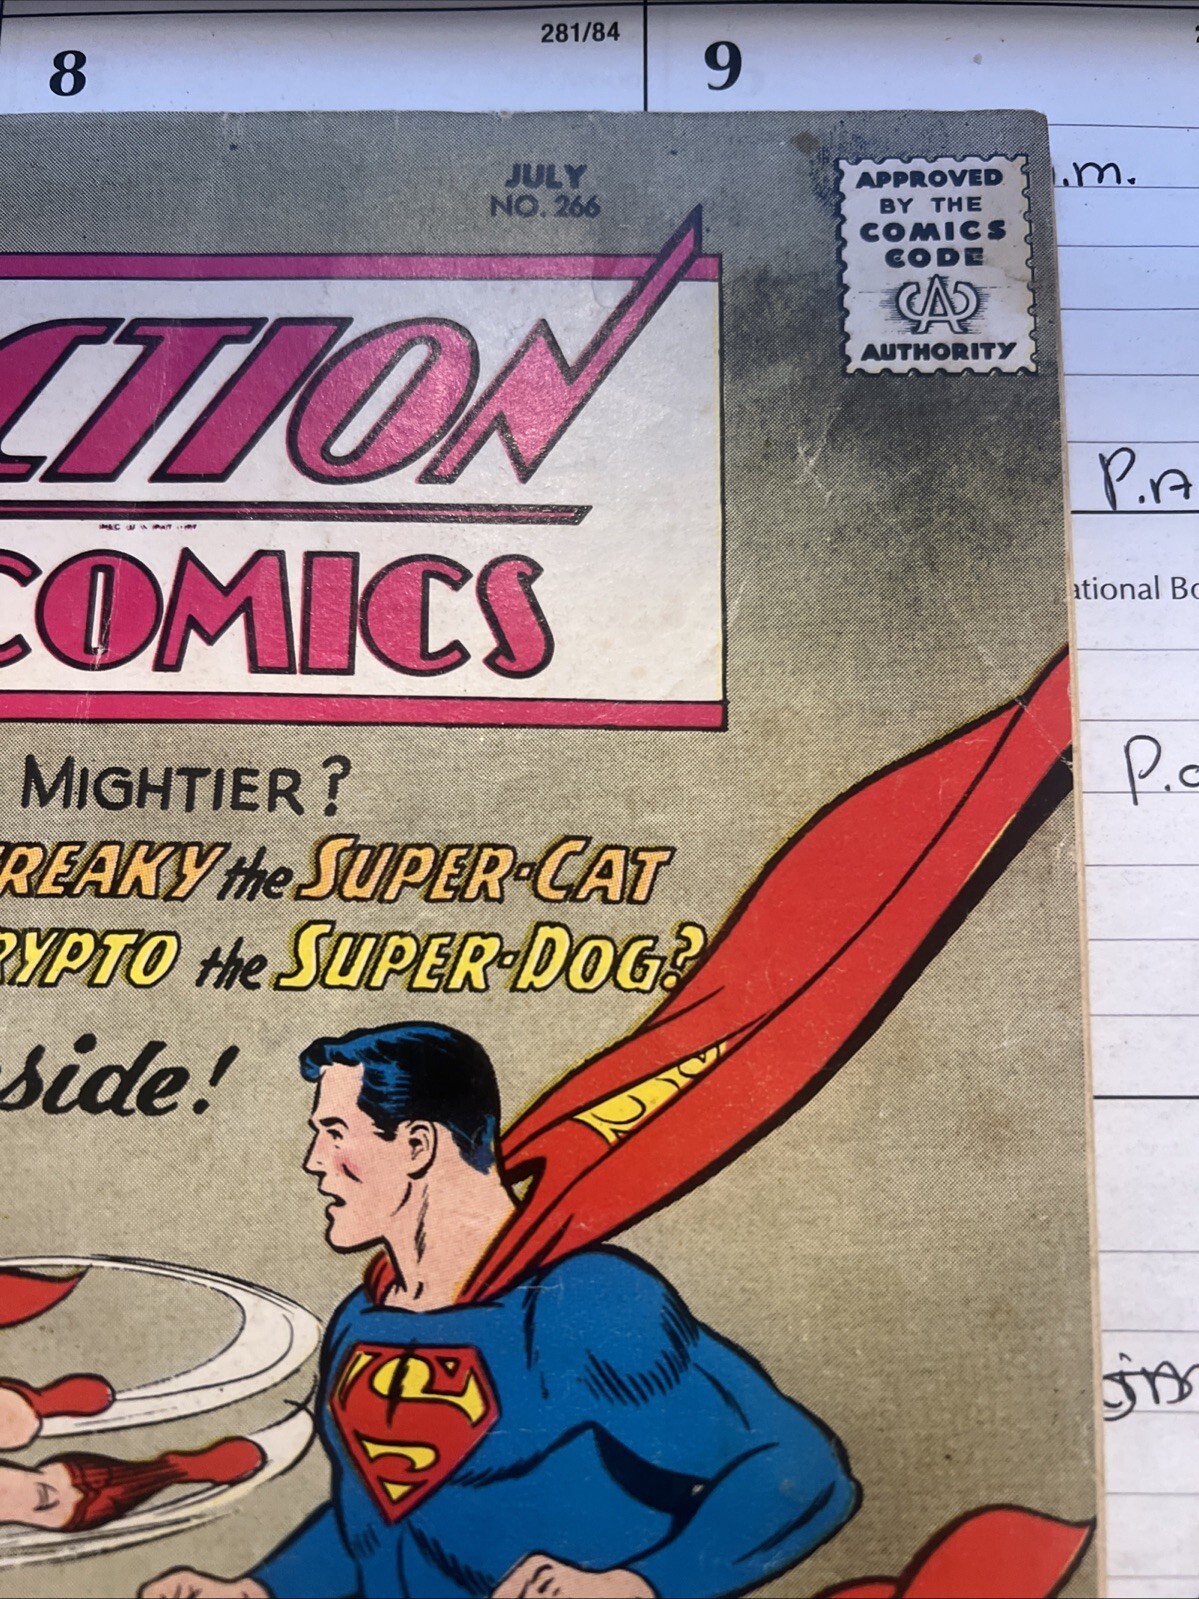 8
281/84
9
JULY
NO. 266
APPROVED
BY THE
COMICS
CODE
CA
AUTHORITY
CTION
COMICS
MIGHTIER?
REAKY the SUPER-CAT
RYPTO the SUPER-DOG?
side!
S
.m.
P.A
ational Bo
P.